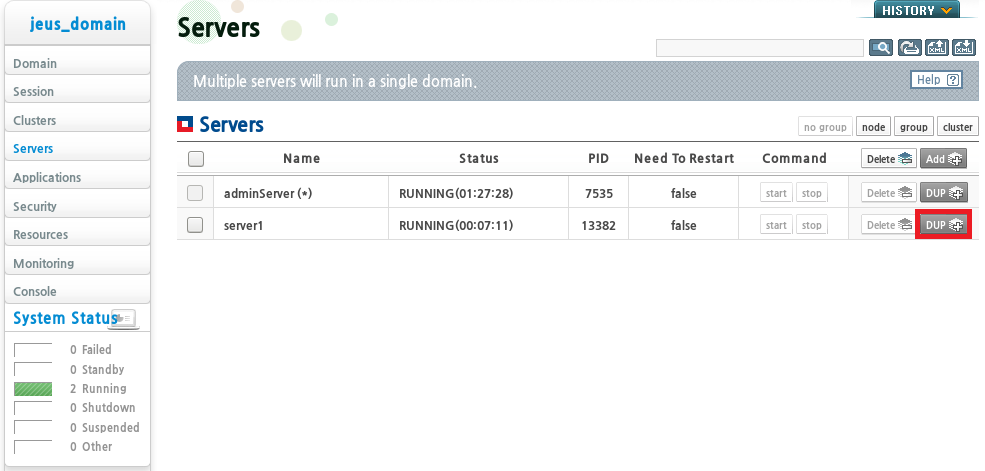 jeus_domain
Domain
Session
Clusters
Servers
Applications
Security
Resources
Monitoring
Console
System Status
0 Failed
0 Standby
2 Running
0 Shutdown
0 Suspended
0 Other
HISTORY
Servers
XML
XML
Multiple servers will run in a single domain.
Help ?
Servers
no group node group cluster
Name Status PID Need To Restart Command Delete Add
adminServer (*) RUNNING(01:27:28) 7535 false start stop Delete DUP
server1 RUNNING(00:07:11) 13382 false start stop Delete DUP